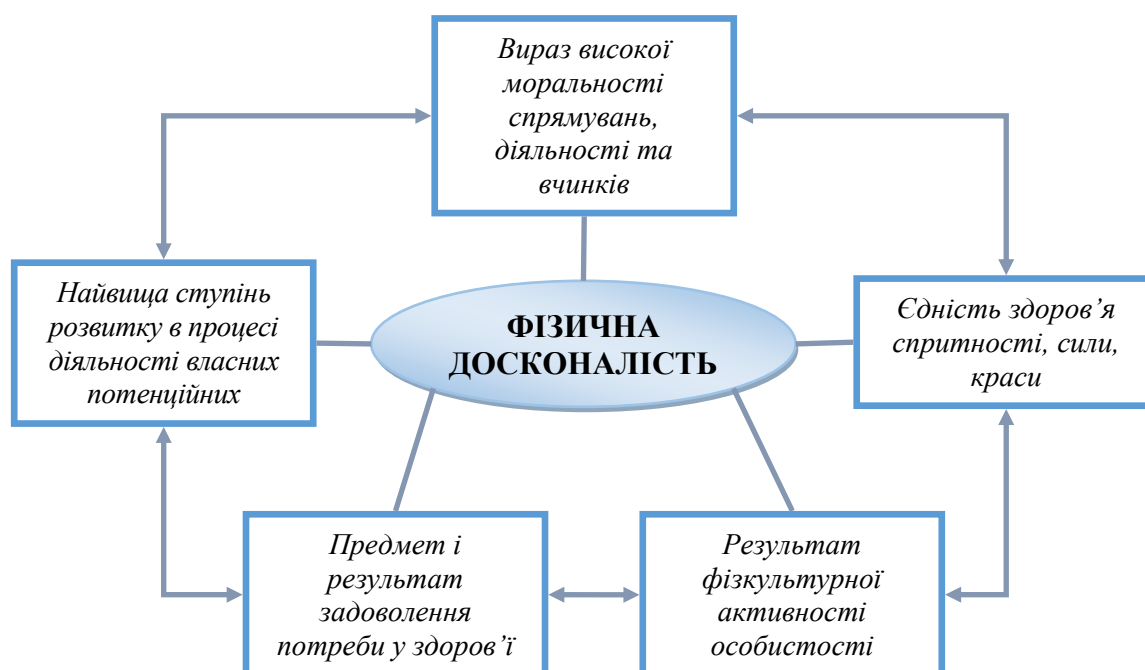 Вираз високої
моральності
спрямувань,
діяльності та
вчинків
Найвища ступінь
розвитку в процесі
діяльності власних
потенційних
ФІЗИЧНА
ДОСКОНАЛІСТЬ
Єдність здоров’я
спритності, сили,
краси
Предмет і
результат
задоволення
потреби у здоров’ї
Результат
фізкультурної
активності
особистості